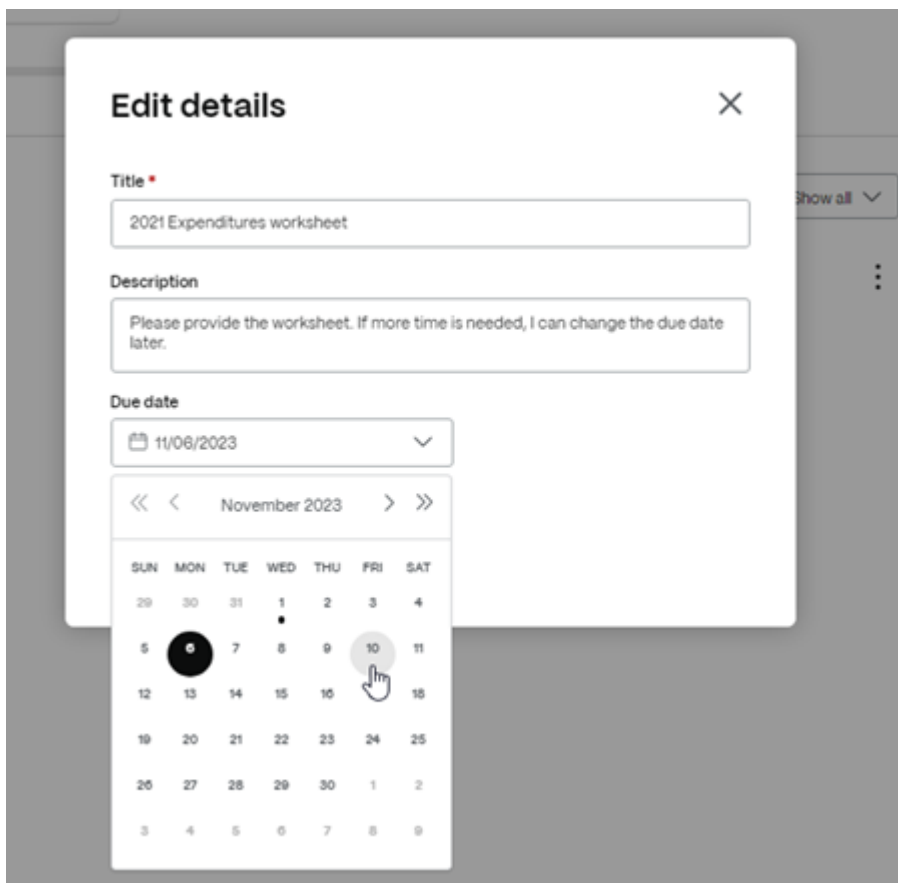 Edit details
Title *
Show all
2021 Expenditures worksheet
Description
Please provide the worksheet. If more time is needed, I can change the due date
later.
Due date
11/06/2023
November 2023
SUN MON TUE WED THU FRI SAT
29 30 31 1 2 3 4
5 6 7 8 9 10 11
12 13 14 15 16 18
19 20 21 22 23 24 25
26 27 28 29 30 1 2
3 4 5 6 7 8 9